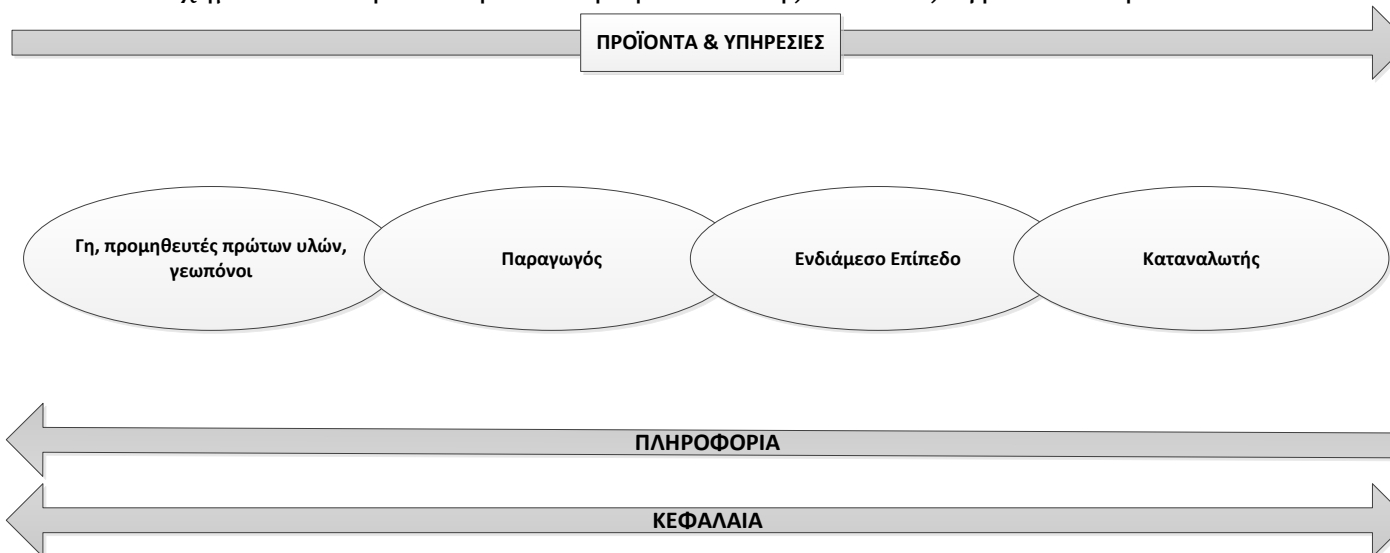 ΠΡΟΪΟΝΤΑ & ΥΠΗΡΕΣΙΕΣ
Γη, προμηθευτές πρώτων υλών,
γεωπόνοι
Παραγωγός
Ενδιάμεσο Επίπεδο
Καταναλωτής
ΠΛΗΡΟΦΟΡΙΑ
ΚΕΦΑΛΑΙΑ